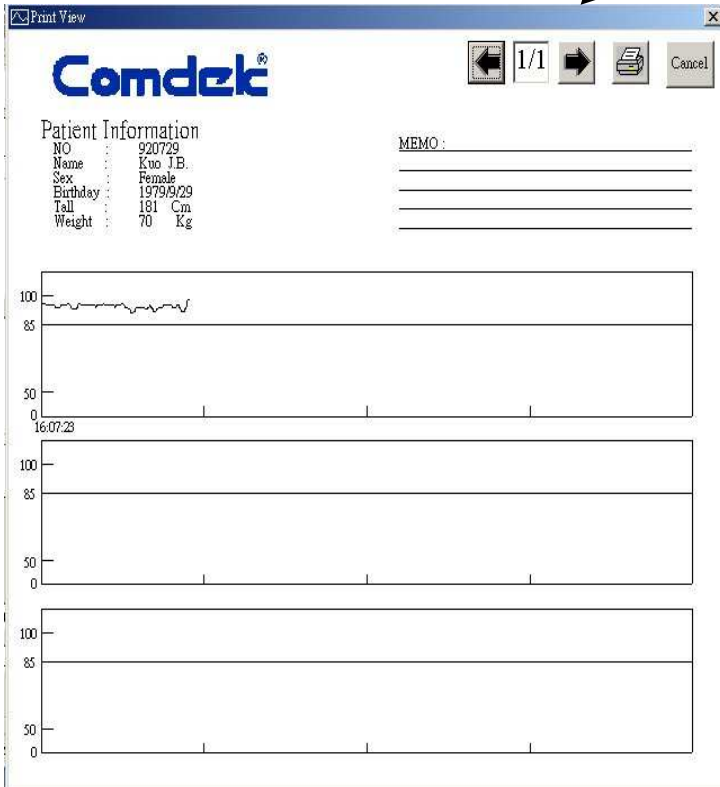 Print View
Comdek®
1/1
Cancel
Patient Information
NO : 920729
Name : Kuo J.B.
Sex : Female
Birthday : 1979/9/29
Tall : 181 Cm
Weight : 70 Kg
MEMO :
100
85
50
0
16:07:23
100
85
50
0
100
85
50
0